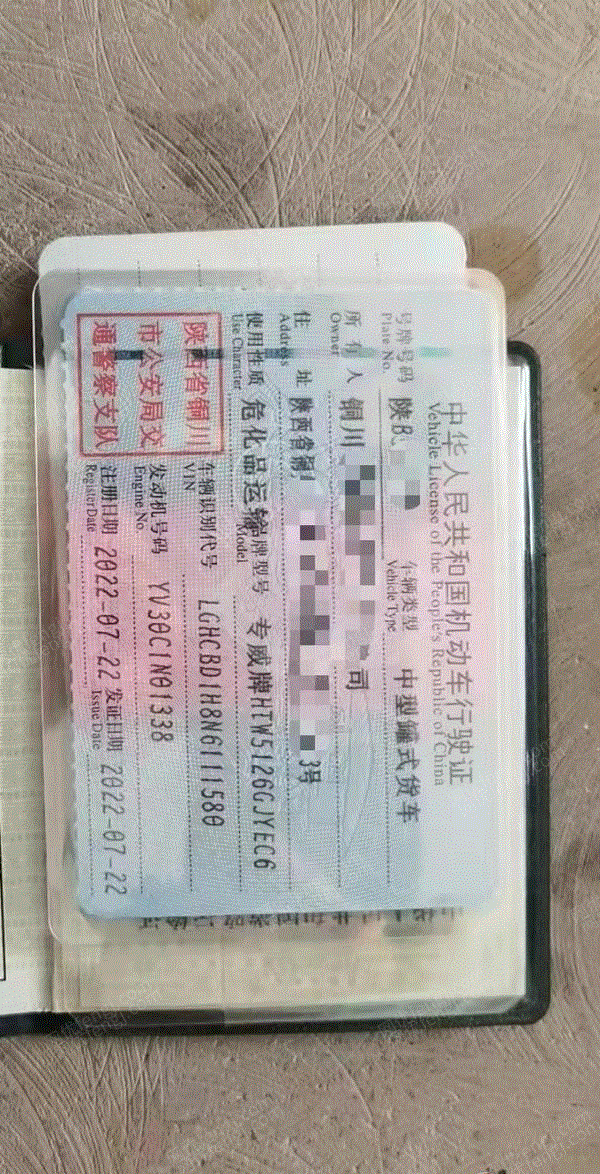 中华人民共和国机动车行驶证
Vehicle License of the People's Republic of China
号牌号码 陕B 车辆类型 中型罐式货车
Plate No. Vehicle Type
所有人 铜川 司
Owner
住址 陕西省铜川 3号
Address
使用性质 危化品运输 品牌型号 专威牌HTW5126GJYEC6
Use Character Model
陕西省铜川
市公安局交
通警察支队
车辆识别代号 LGHCBD1H8N6111580
VIN
发动机号码 YV30C1N01338
Engine No.
注册日期 2022-07-22 发证日期 2022-07-22
Register Date Issue Date